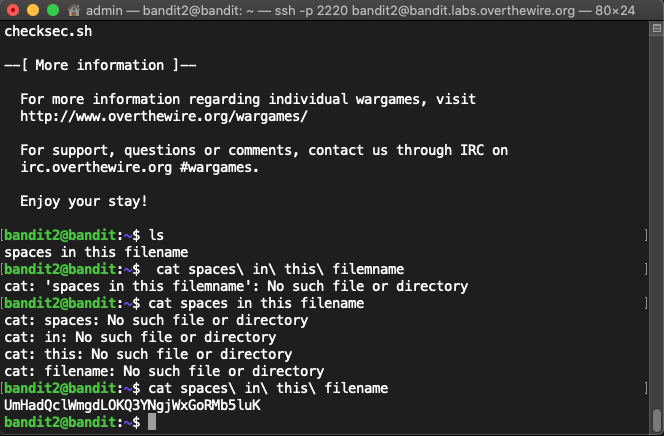 admin — bandit2@bandit: ~ — ssh -p 2220 bandit2@bandit.labs.overthewire.org — 80×24
checksec.sh
--[ More information ]--
For more information regarding individual wargames, visit
http://www.overthewire.org/wargames/
For support, questions or comments, contact us through IRC on
irc.overthewire.org #wargames.
Enjoy your stay!
[bandit2@bandit:~$ ls ]
spaces in this filename
[bandit2@bandit:~$  cat spaces\ in\ this\ filemname ]
cat: 'spaces in this filemname': No such file or directory
[bandit2@bandit:~$ cat spaces in this filename ]
cat: spaces: No such file or directory
cat: in: No such file or directory
cat: this: No such file or directory
cat: filename: No such file or directory
[bandit2@bandit:~$ cat spaces\ in\ this\ filename ]
UmHadQclWmgdLOKQ3YNgjWxGoRMb5luK
bandit2@bandit:~$